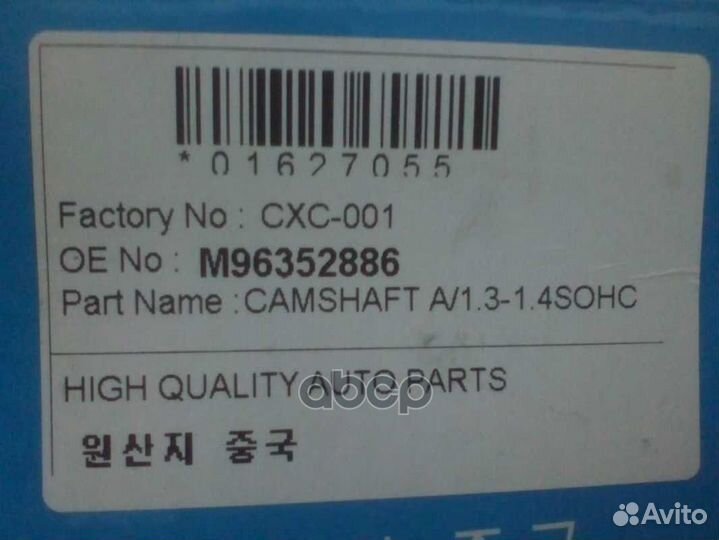 *01627055
Factory No : CXC-001
OE No : M96352886
Part Name :CAMSHAFT A/1.3-1.4SOHC
HIGH QUALITY AUTO PARTS
abcp
원산지 중국
Avito